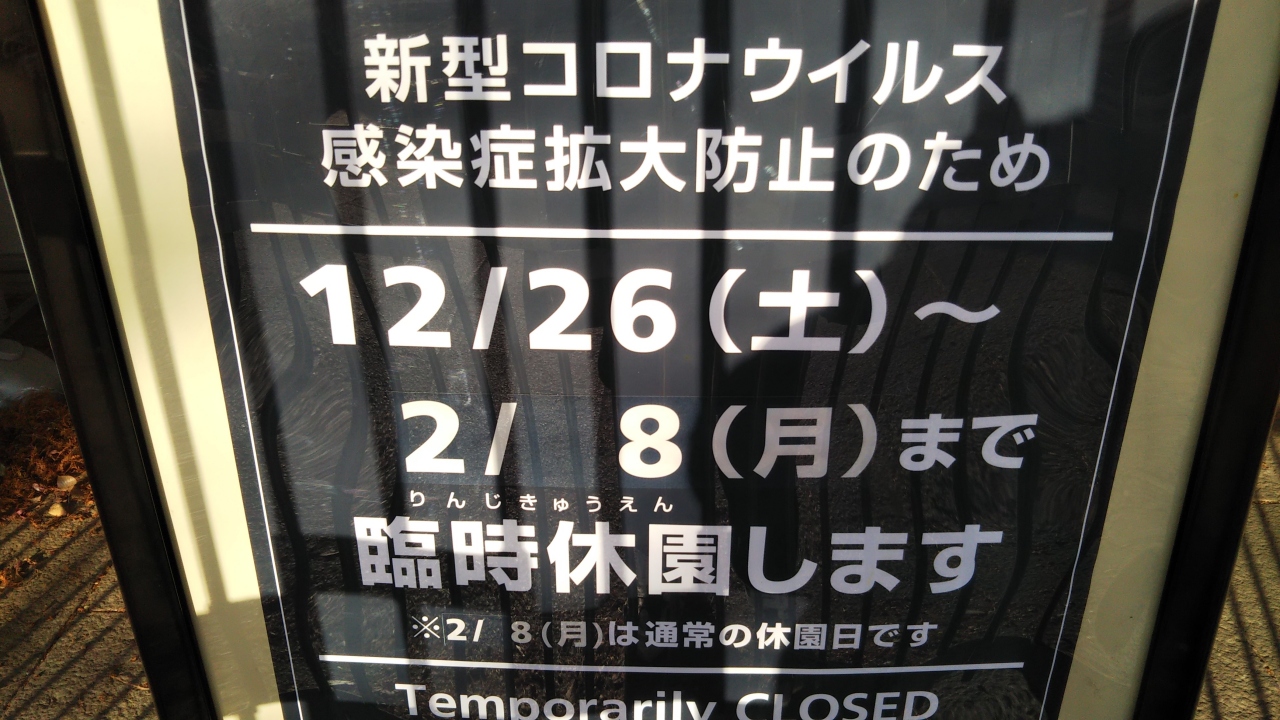 新型コロナウイルス
感染症拡大防止のため
12/26(土)～
2/ 8(月)まで
りんじきゅうえん
臨時休園します
※2/ 8(月)は通常の休園日です
Temporarily CLOSED